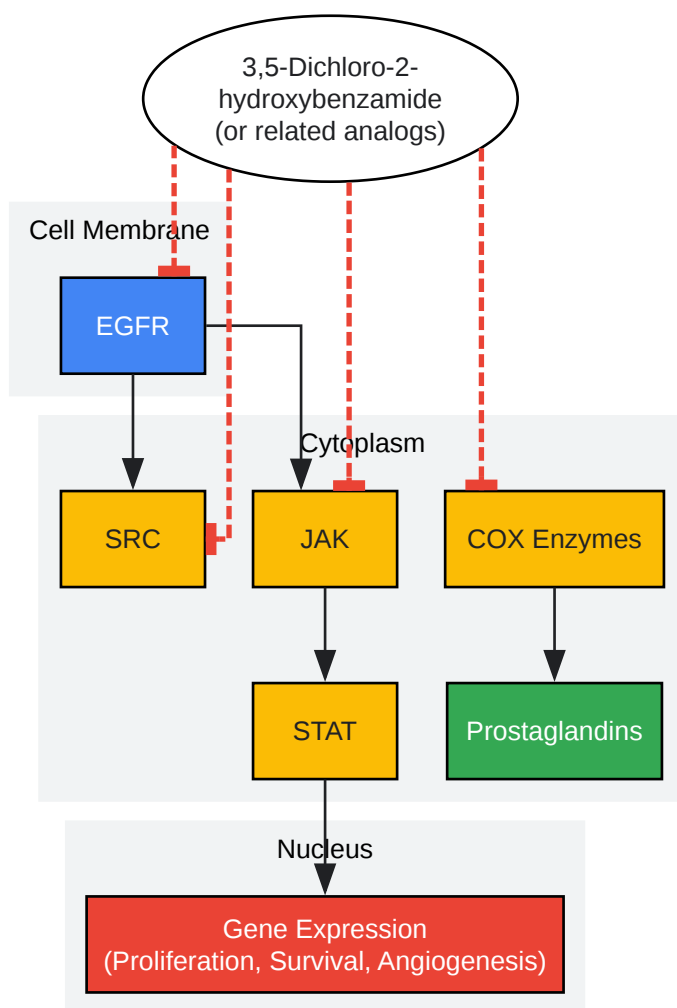 3,5-Dichloro-2-
hydroxybenzamide
(or related analogs)
Cell Membrane
EGFR
Cytoplasm
SRC
JAK
COX Enzymes
STAT
Prostaglandins
Nucleus
Gene Expression
(Proliferation, Survival, Angiogenesis)